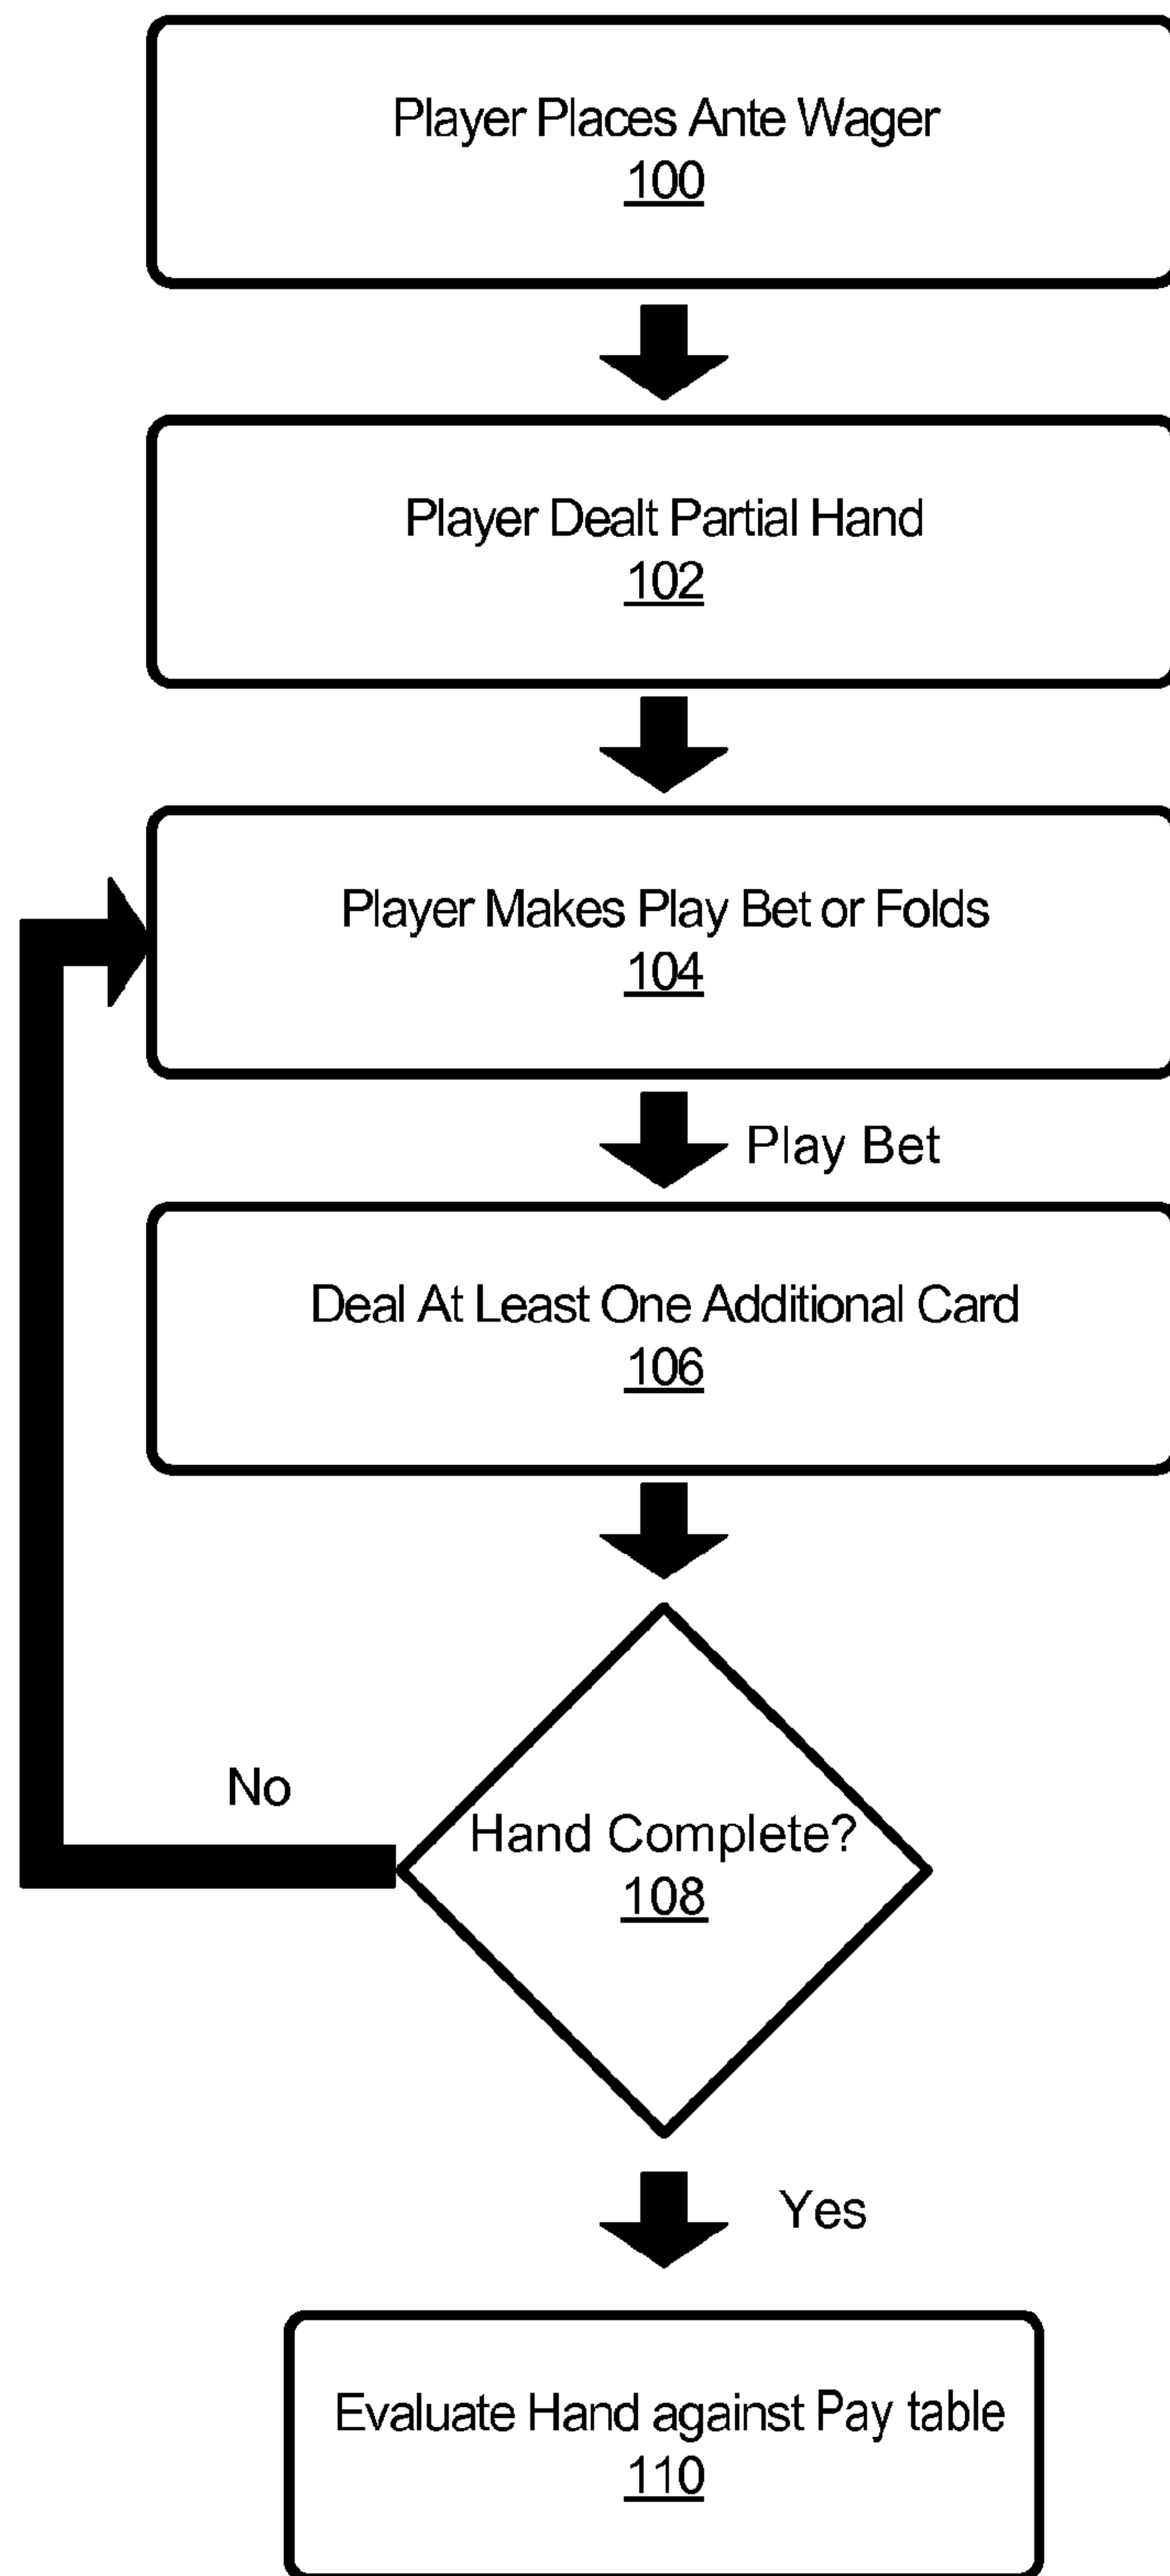 Player Places Ante Wager
100
Player Dealt Partial Hand
102
Player Makes Play Bet or Folds
104
Play Bet
Deal At Least One Additional Card
106
No
Hand Complete?
108
Yes
Evaluate Hand against Pay table
110